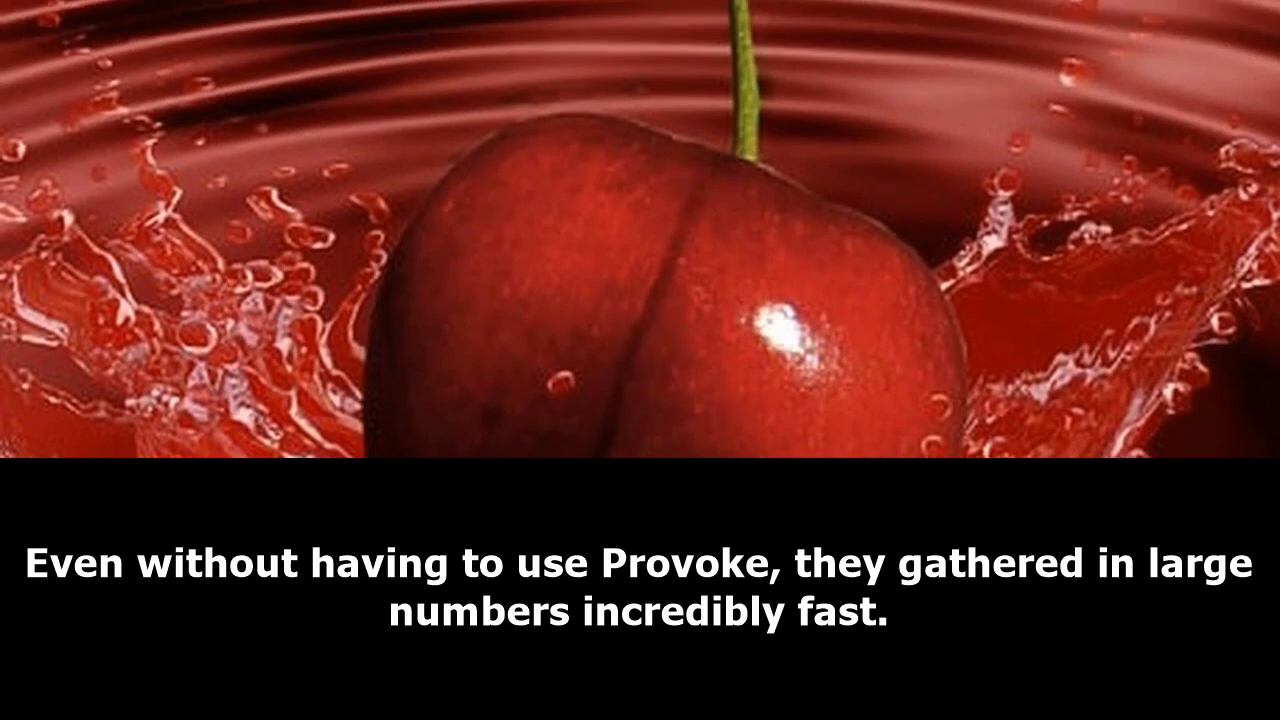 Even without having to use Provoke, they gathered in large
numbers incredibly fast.